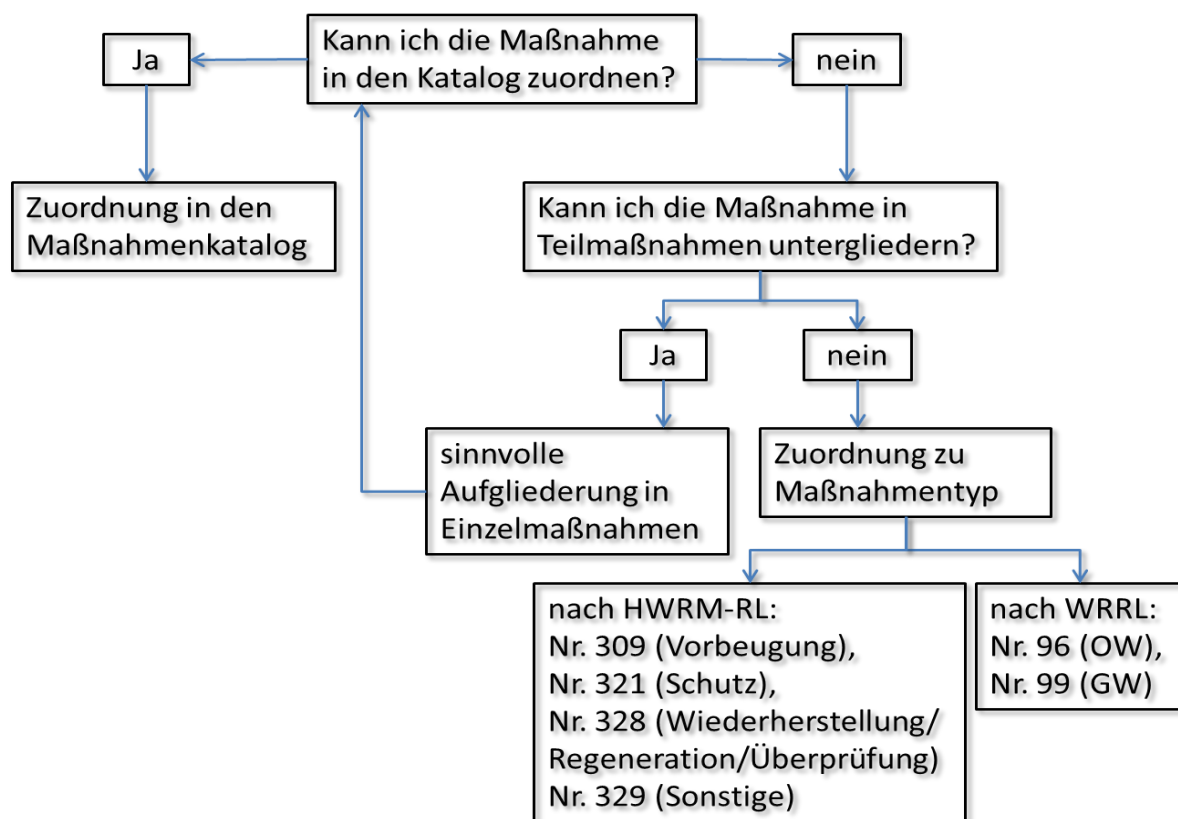 Kann ich die Maßnahme
in den Katalog zuordnen?
Ja
nein
Zuordnung in den
Maßnahmenkatalog
Kann ich die Maßnahme in
Teilmaßnahmen untergliedern?
Ja
nein
sinnvolle
Aufgliederung in
Einzelmaßnahmen
Zuordnung zu
Maßnahmentyp
nach HWRM-RL:
Nr. 309 (Vorbeugung),
Nr. 321 (Schutz),
Nr. 328 (Wiederherstellung/
Regeneration/Überprüfung)
Nr. 329 (Sonstige)
nach WRRL:
Nr. 96 (OW),
Nr. 99 (GW)